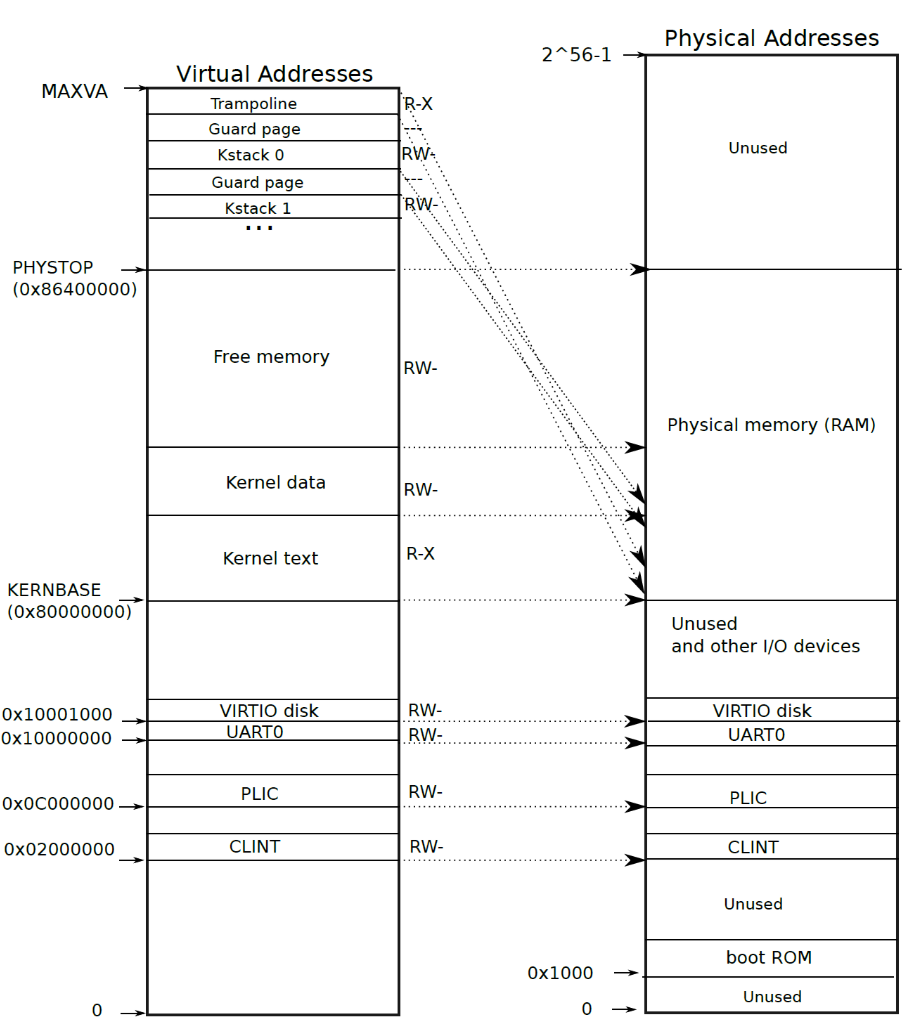 Physical Addresses
2^56-1
Virtual Addresses
MAXVA
Trampoline
R-X
Guard page
---
Kstack 0
RW-
Guard page
---
Kstack 1
RW-
...
Unused
PHYSTOP
(0x86400000)
Free memory
RW-
Physical memory (RAM)
Kernel data
RW-
Kernel text
R-X
KERNBASE
(0x80000000)
Unused
and other I/O devices
0x10001000
VIRTIO disk
RW-
VIRTIO disk
0x10000000
UART0
RW-
UART0
0x0C000000
PLIC
RW-
PLIC
0x02000000
CLINT
RW-
CLINT
Unused
boot ROM
0x1000
Unused
0
0